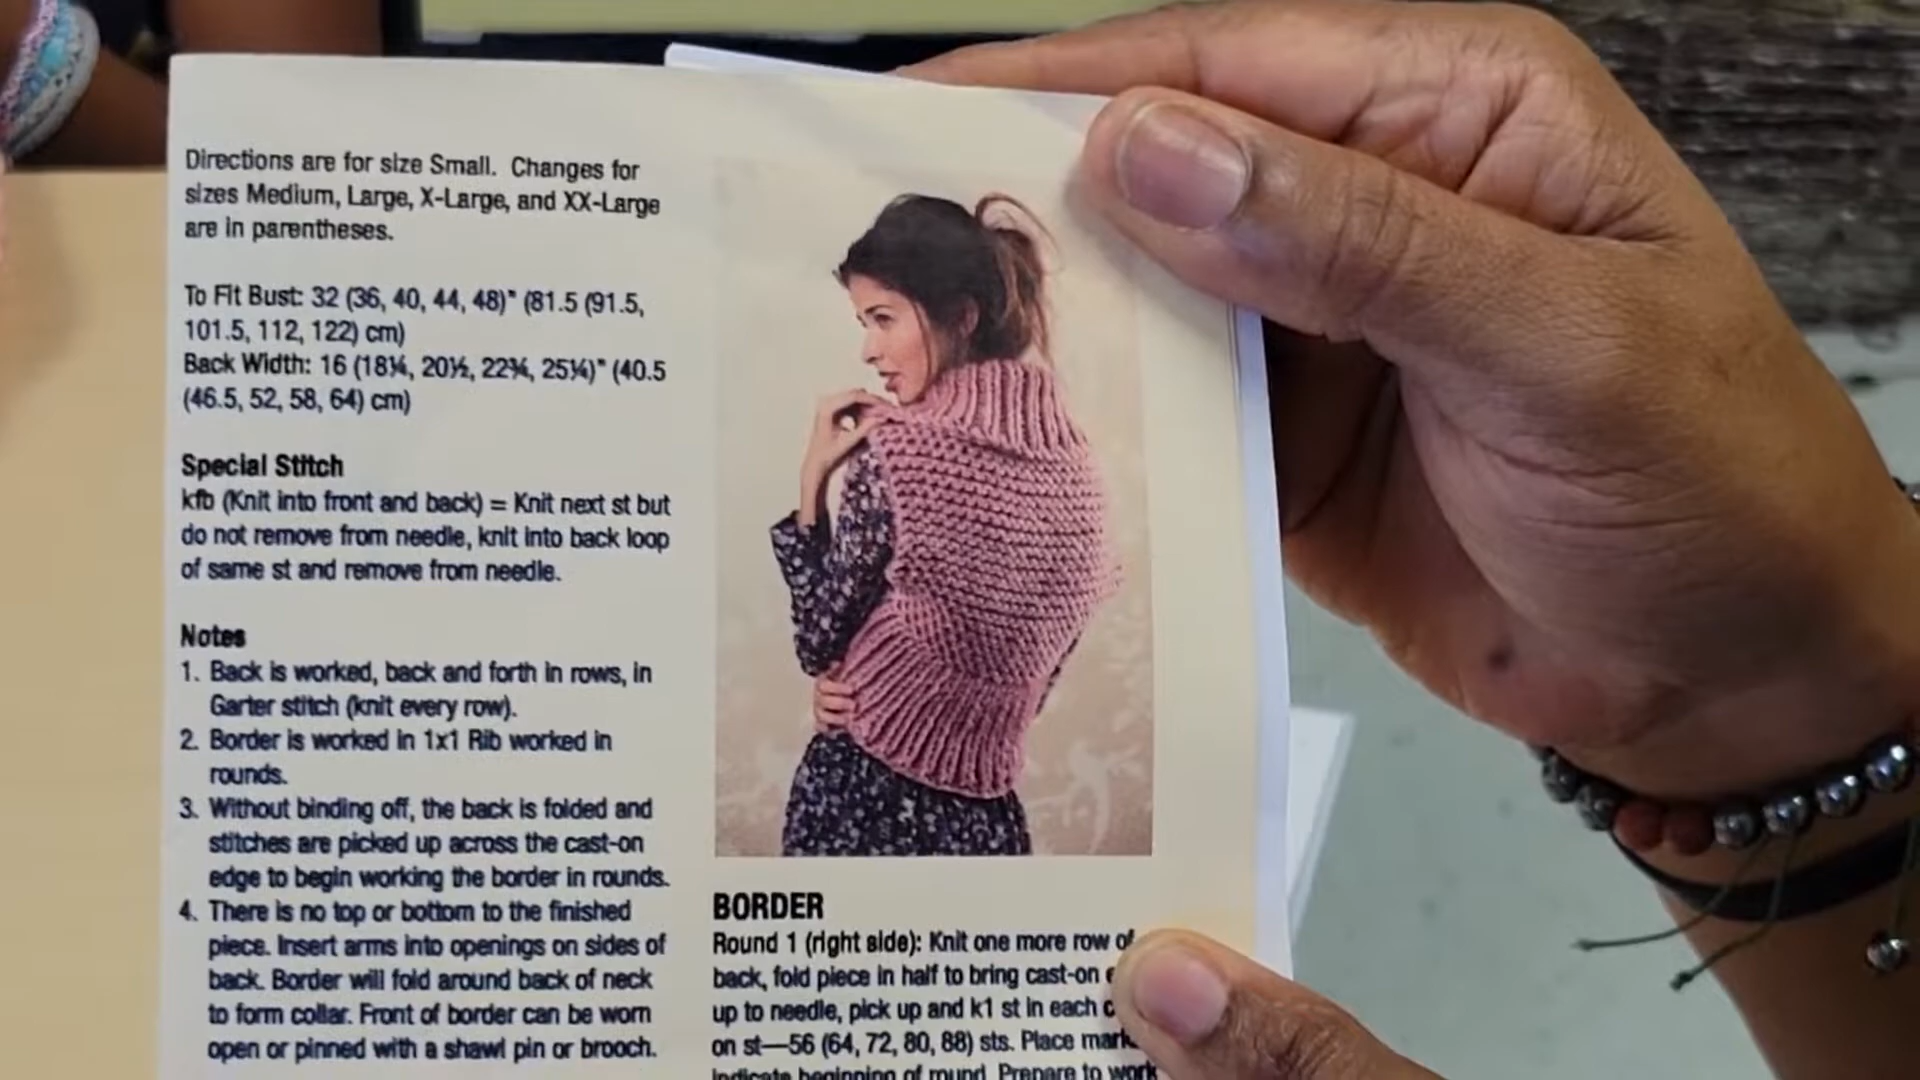 Directions are for size Small. Changes for
sizes Medium, Large, X-Large, and XX-Large
are in parentheses.
To Fit Bust: 32 (36, 40, 44, 48)" (81.5 (91.5,
101.5, 112, 122) cm)
Back Width: 16 (18¼, 20½, 22¾, 25¼)" (40.5
(46.5, 52, 58, 64) cm)
Special Stitch
kfb (Knit into front and back) = Knit next st but
do not remove from needle, knit into back loop
of same st and remove from needle.
Notes
1. Back is worked, back and forth in rows, in
Garter stitch (knit every row).
2. Border is worked in 1x1 Rib worked in
rounds.
3. Without binding off, the back is folded and
stitches are picked up across the cast-on
edge to begin working the border in rounds.
4. There is no top or bottom to the finished
piece. Insert arms into openings on sides of
back. Border will fold around back of neck
to form collar. Front of border can be worn
open or pinned with a shawl pin or brooch.
BORDER
Round 1 (right side): Knit one more row of
back, fold piece in half to bring cast-on
up to needle, pick up and k1 st in each
on st—56 (64, 72, 80, 88) sts. Place
indicate beginning of round. Prepare to work